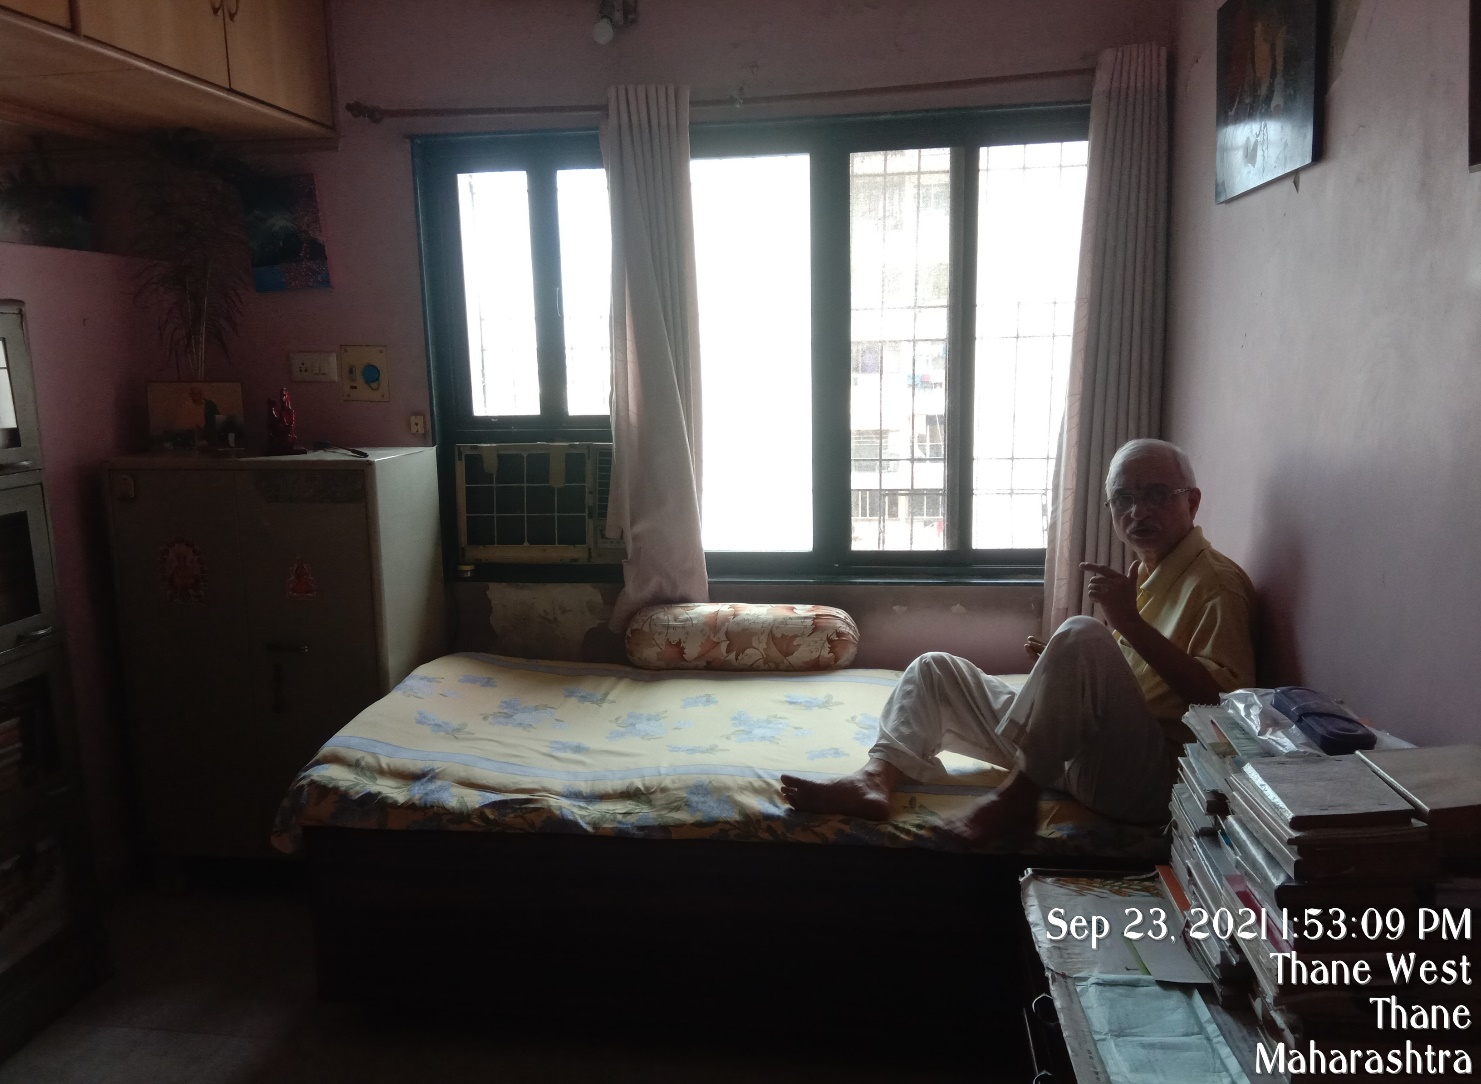 Sep 23, 2021 1:53:09 PM
Thane West
Thane
Maharashtra